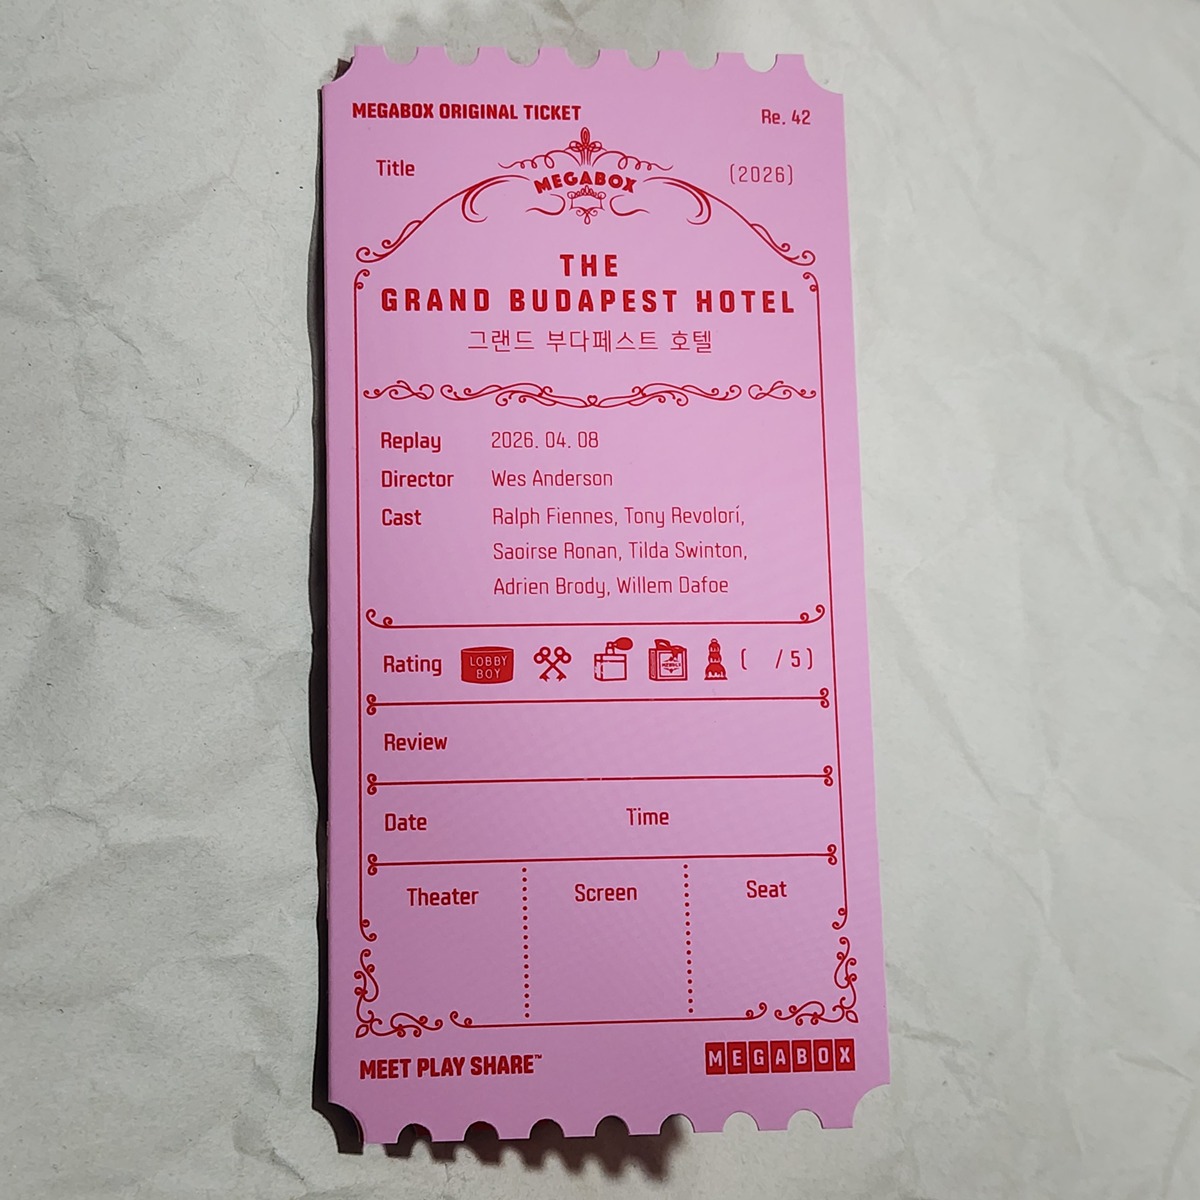 MEGABOX ORIGINAL TICKET
Re. 42
Title
(2026)
MEGABOX
THE
GRAND BUDAPEST HOTEL
그랜드 부다페스트 호텔
Replay 2026. 04. 08
Director Wes Anderson
Cast Ralph Fiennes, Tony Revolori,
Saoirse Ronan, Tilda Swinton,
Adrien Brody, Willem Dafoe
Rating LOBBY BOY ( /5)
Review
Date Time
Theater Screen Seat
MEET PLAY SHARE™
MEGABOX